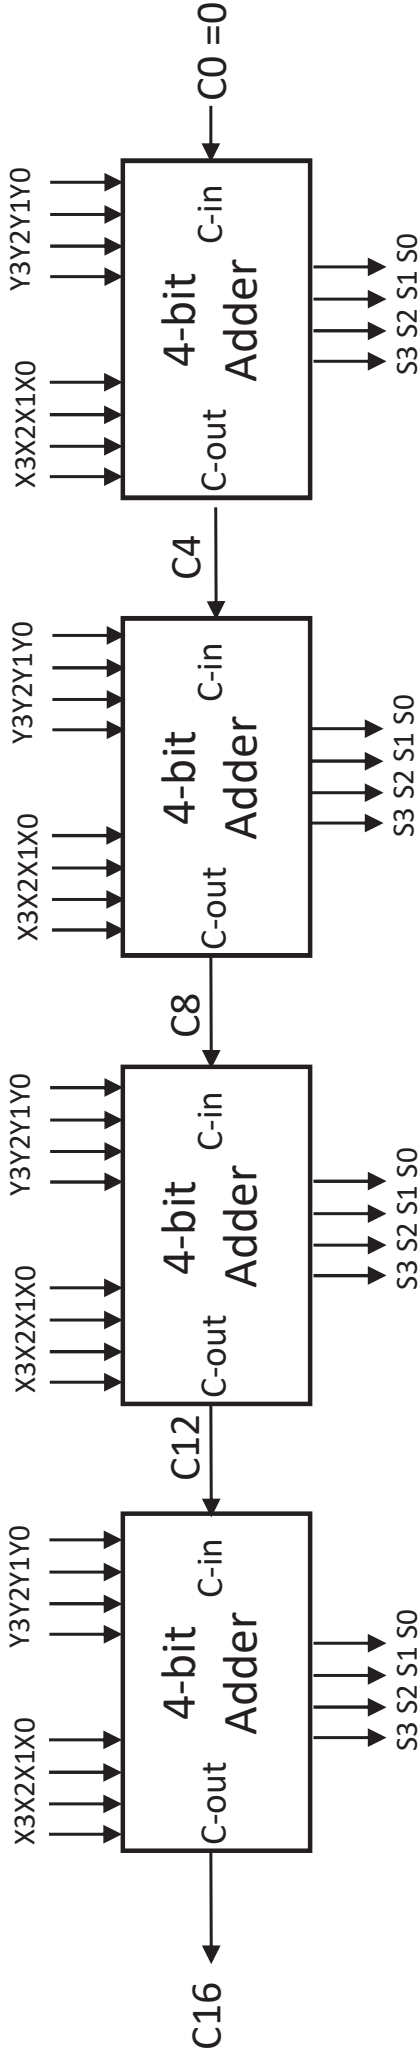 X3X2X1X0 Y3Y2Y1Y0 X3X2X1X0 Y3Y2Y1Y0 X3X2X1X0 Y3Y2Y1Y0 X3X2X1X0 Y3Y2Y1Y0
4-bit 4-bit 4-bit 4-bit
C16 C-out C-in C12 C-out C-in C8 C-out C-in C4 C-out C-in C0 =0
Adder Adder Adder Adder
S3 S2 S1 S0 S3 S2 S1 S0 S3 S2 S1 S0 S3 S2 S1 S0